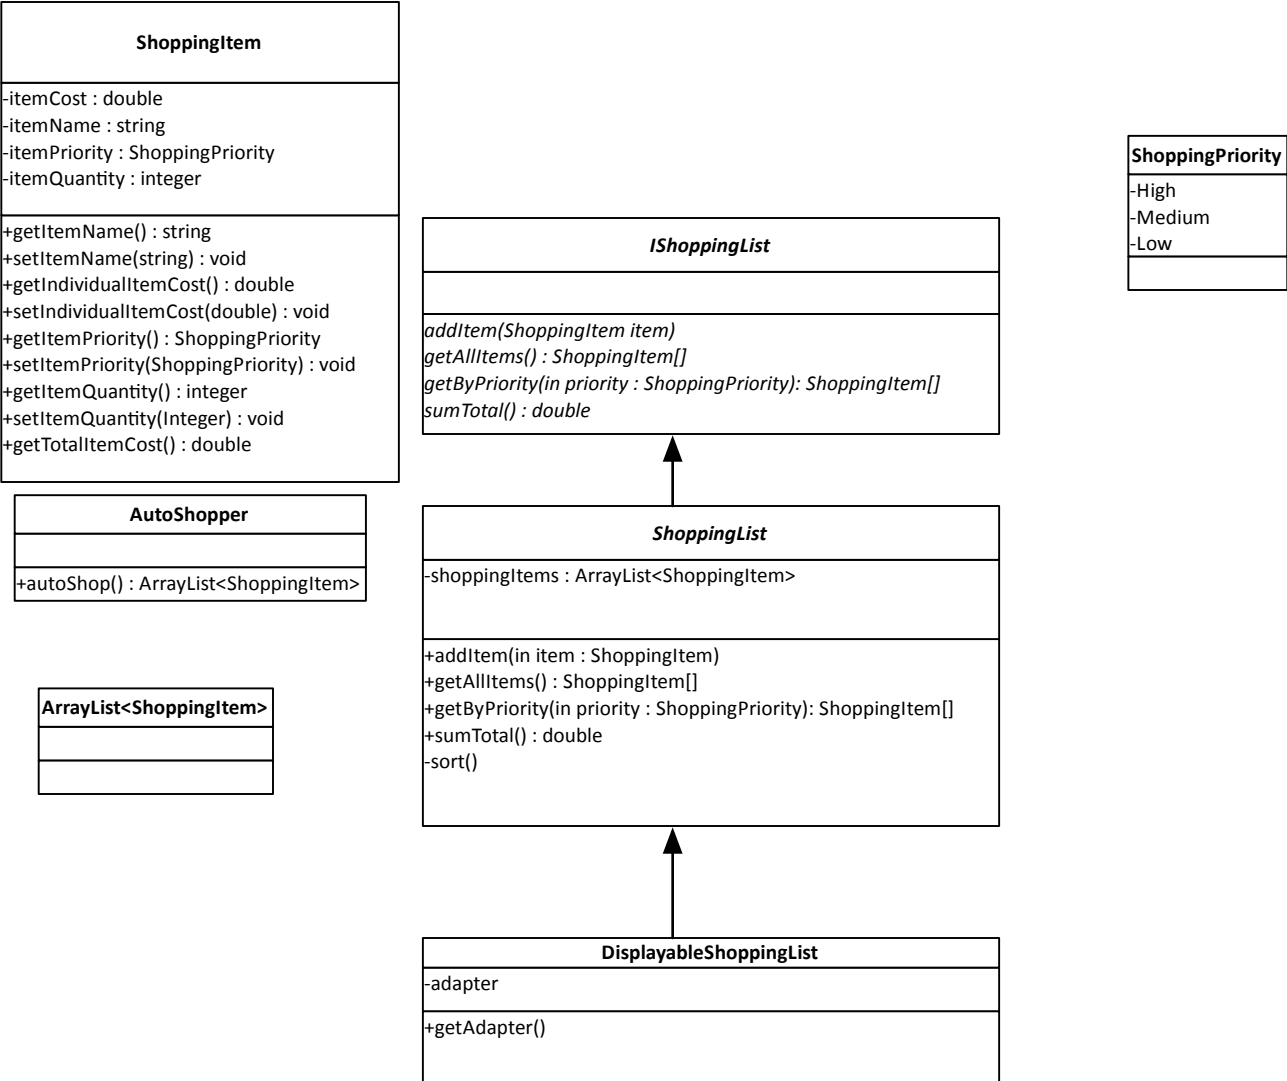 ShoppingItem
-itemCost : double
-itemName : string
-itemPriority : ShoppingPriority
-itemQuantity : integer
+getItemName() : string
+setItemName(string) : void
+getIndividualItemCost() : double
+setIndividualItemCost(double) : void
+getItemPriority() : ShoppingPriority
+setItemPriority(ShoppingPriority) : void
+getItemQuantity() : integer
+setItemQuantity(Integer) : void
+getTotalItemCost() : double
AutoShopper
+autoShop() : ArrayList<ShoppingItem>
ArrayList<ShoppingItem>
IShoppingList
addItem(ShoppingItem item)
getAllItems() : ShoppingItem[]
getByPriority(in priority : ShoppingPriority): ShoppingItem[]
sumTotal() : double
ShoppingList
-shoppingItems : ArrayList<ShoppingItem>
+addItem(in item : ShoppingItem)
+getAllItems() : ShoppingItem[]
+getByPriority(in priority : ShoppingPriority): ShoppingItem[]
+sumTotal() : double
-sort()
DisplayableShoppingList
-adapter
+getAdapter()
ShoppingPriority
-High
-Medium
-Low